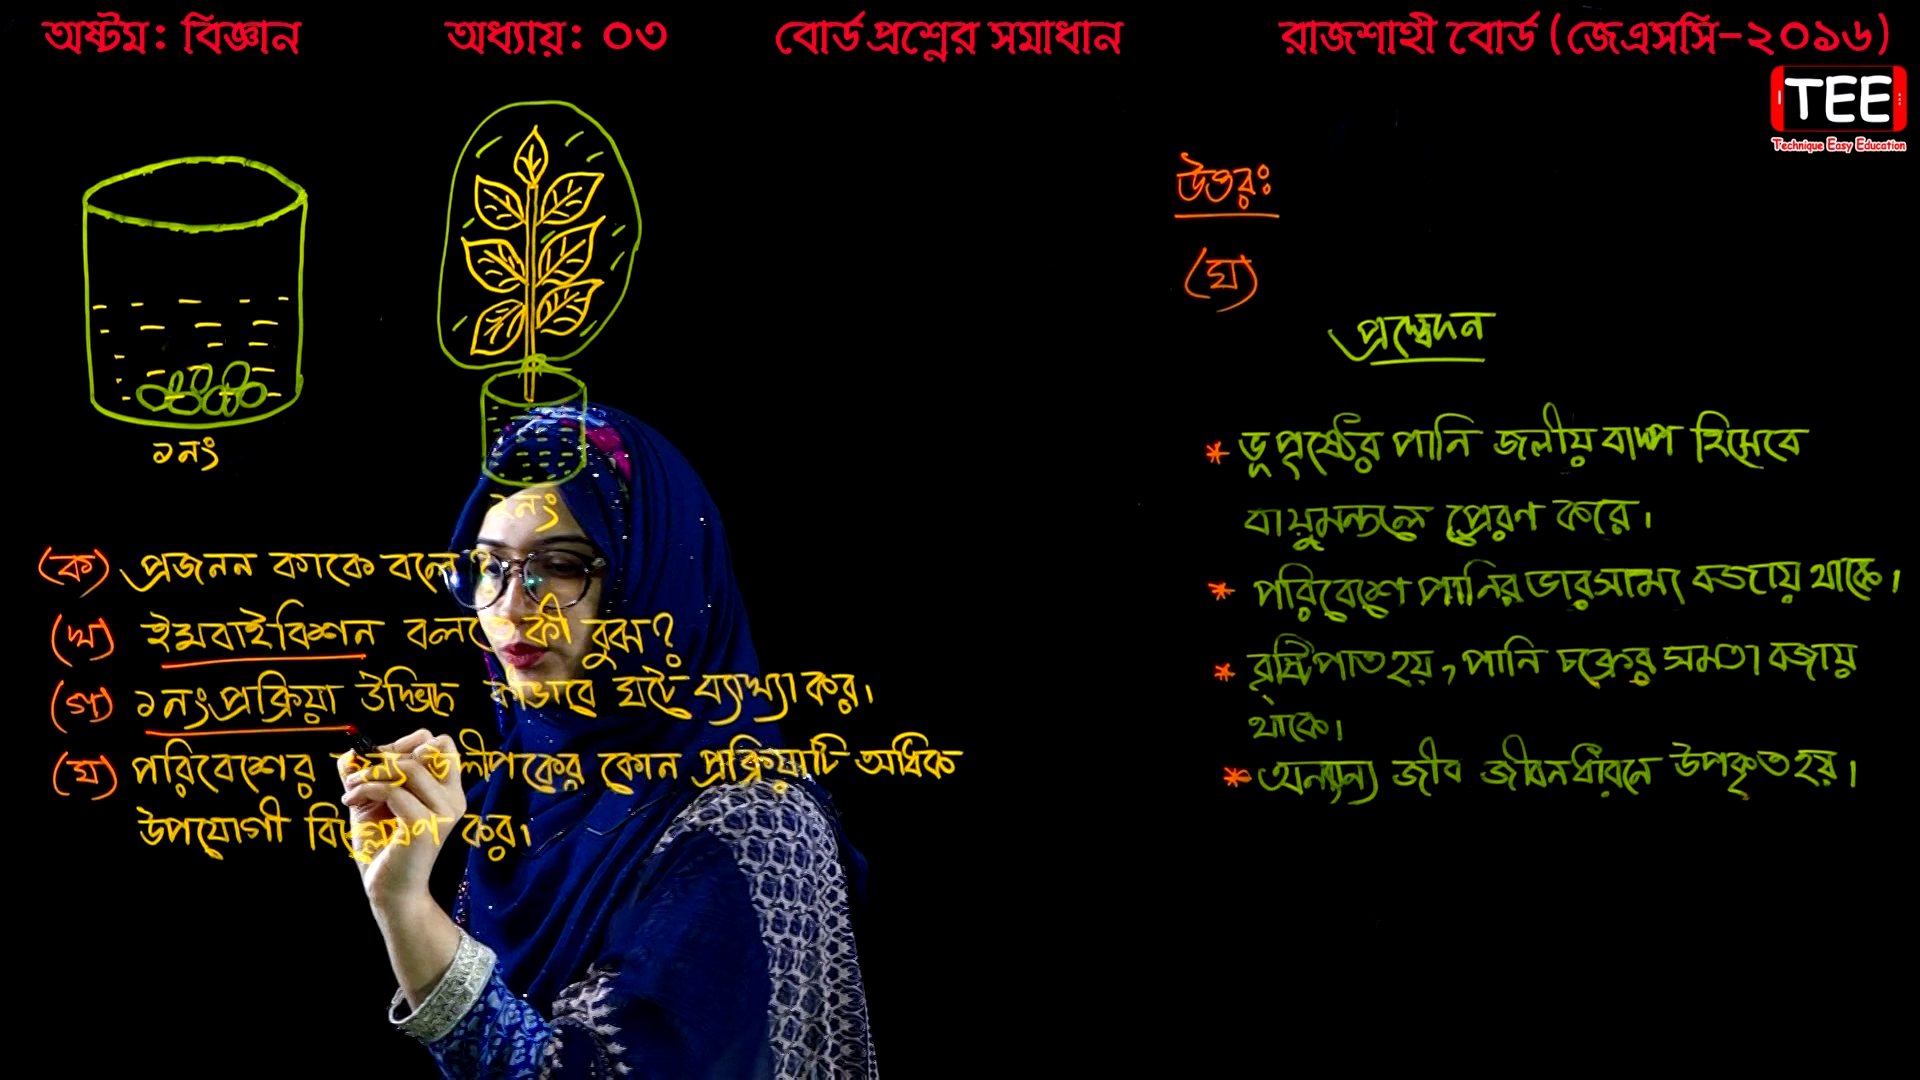 অষ্টম: বিজ্ঞান
অধ্যায়: ০৩
বোর্ড প্রশ্নের সমাধান
রাজশাহী বোর্ড (জেএসসি-২০১৬)
TEE
Technique Easy Education
১নং
২নং
(ক) প্রজনন কাকে বলে ?
(খ) ইমবাইবিশন বলতে কী বুঝ?
(গ) ১নং প্রক্রিয়া উদ্ভিদে কীভাবে ঘটে ব্যাখ্যা কর।
(ঘ) পরিবেশের জন্য উদ্দীপকের কোন প্রক্রিয়াটি অধিক
উপযোগী বিশ্লেষণ কর।
উত্তর:
(ঘ)
প্রস্বেদন
* ভূপৃষ্ঠের পানি জলীয় বাষ্প হিসেবে
বায়ুমন্ডলে প্রেরণ করে।
* পরিবেশে পানির ভারসাম্য বজায় থাকে।
* বৃষ্টিপাত হয়, পানি চক্রের সমতা বজায়
থাকে।
* অন্যান্য জীব জীবনধারনে উপকৃত হয়।